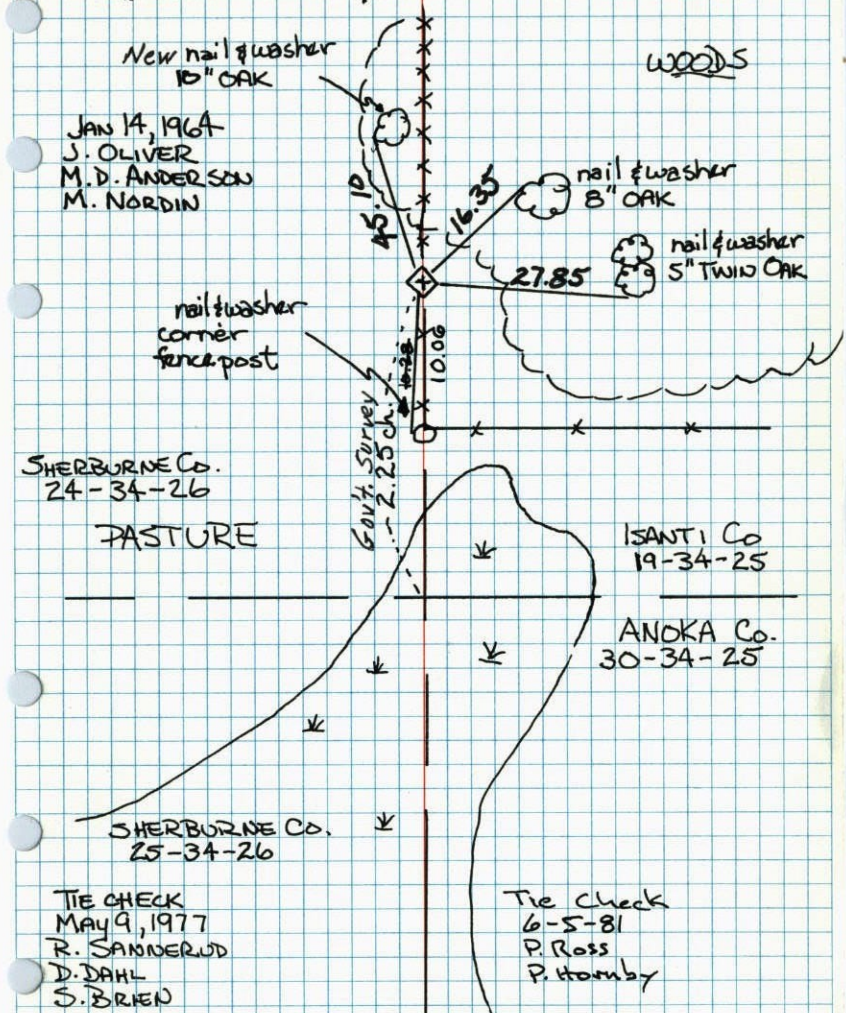 New nail & washer
10" OAK
WOODS
JAN 14, 1964
J. OLIVER
M.D. ANDERSON
M. NORDIN
45.10
16.35
nail & washer
8" OAK
nail & washer
5" TWIN OAK
27.85
nail & washer
corner
fence post
10.28
10.06
Gov't. Survey
2.25 ch.
SHERBURNE CO.
24-34-26
PASTURE
ISANTI CO
19-34-25
ANOKA CO.
30-34-25
SHERBURNE CO.
25-34-26
TIE CHECK
MAY 9, 1977
R. SANNERUD
D. DAHL
S. BRIEN
Tie Check
6-5-81
P. Ross
P. Hornby